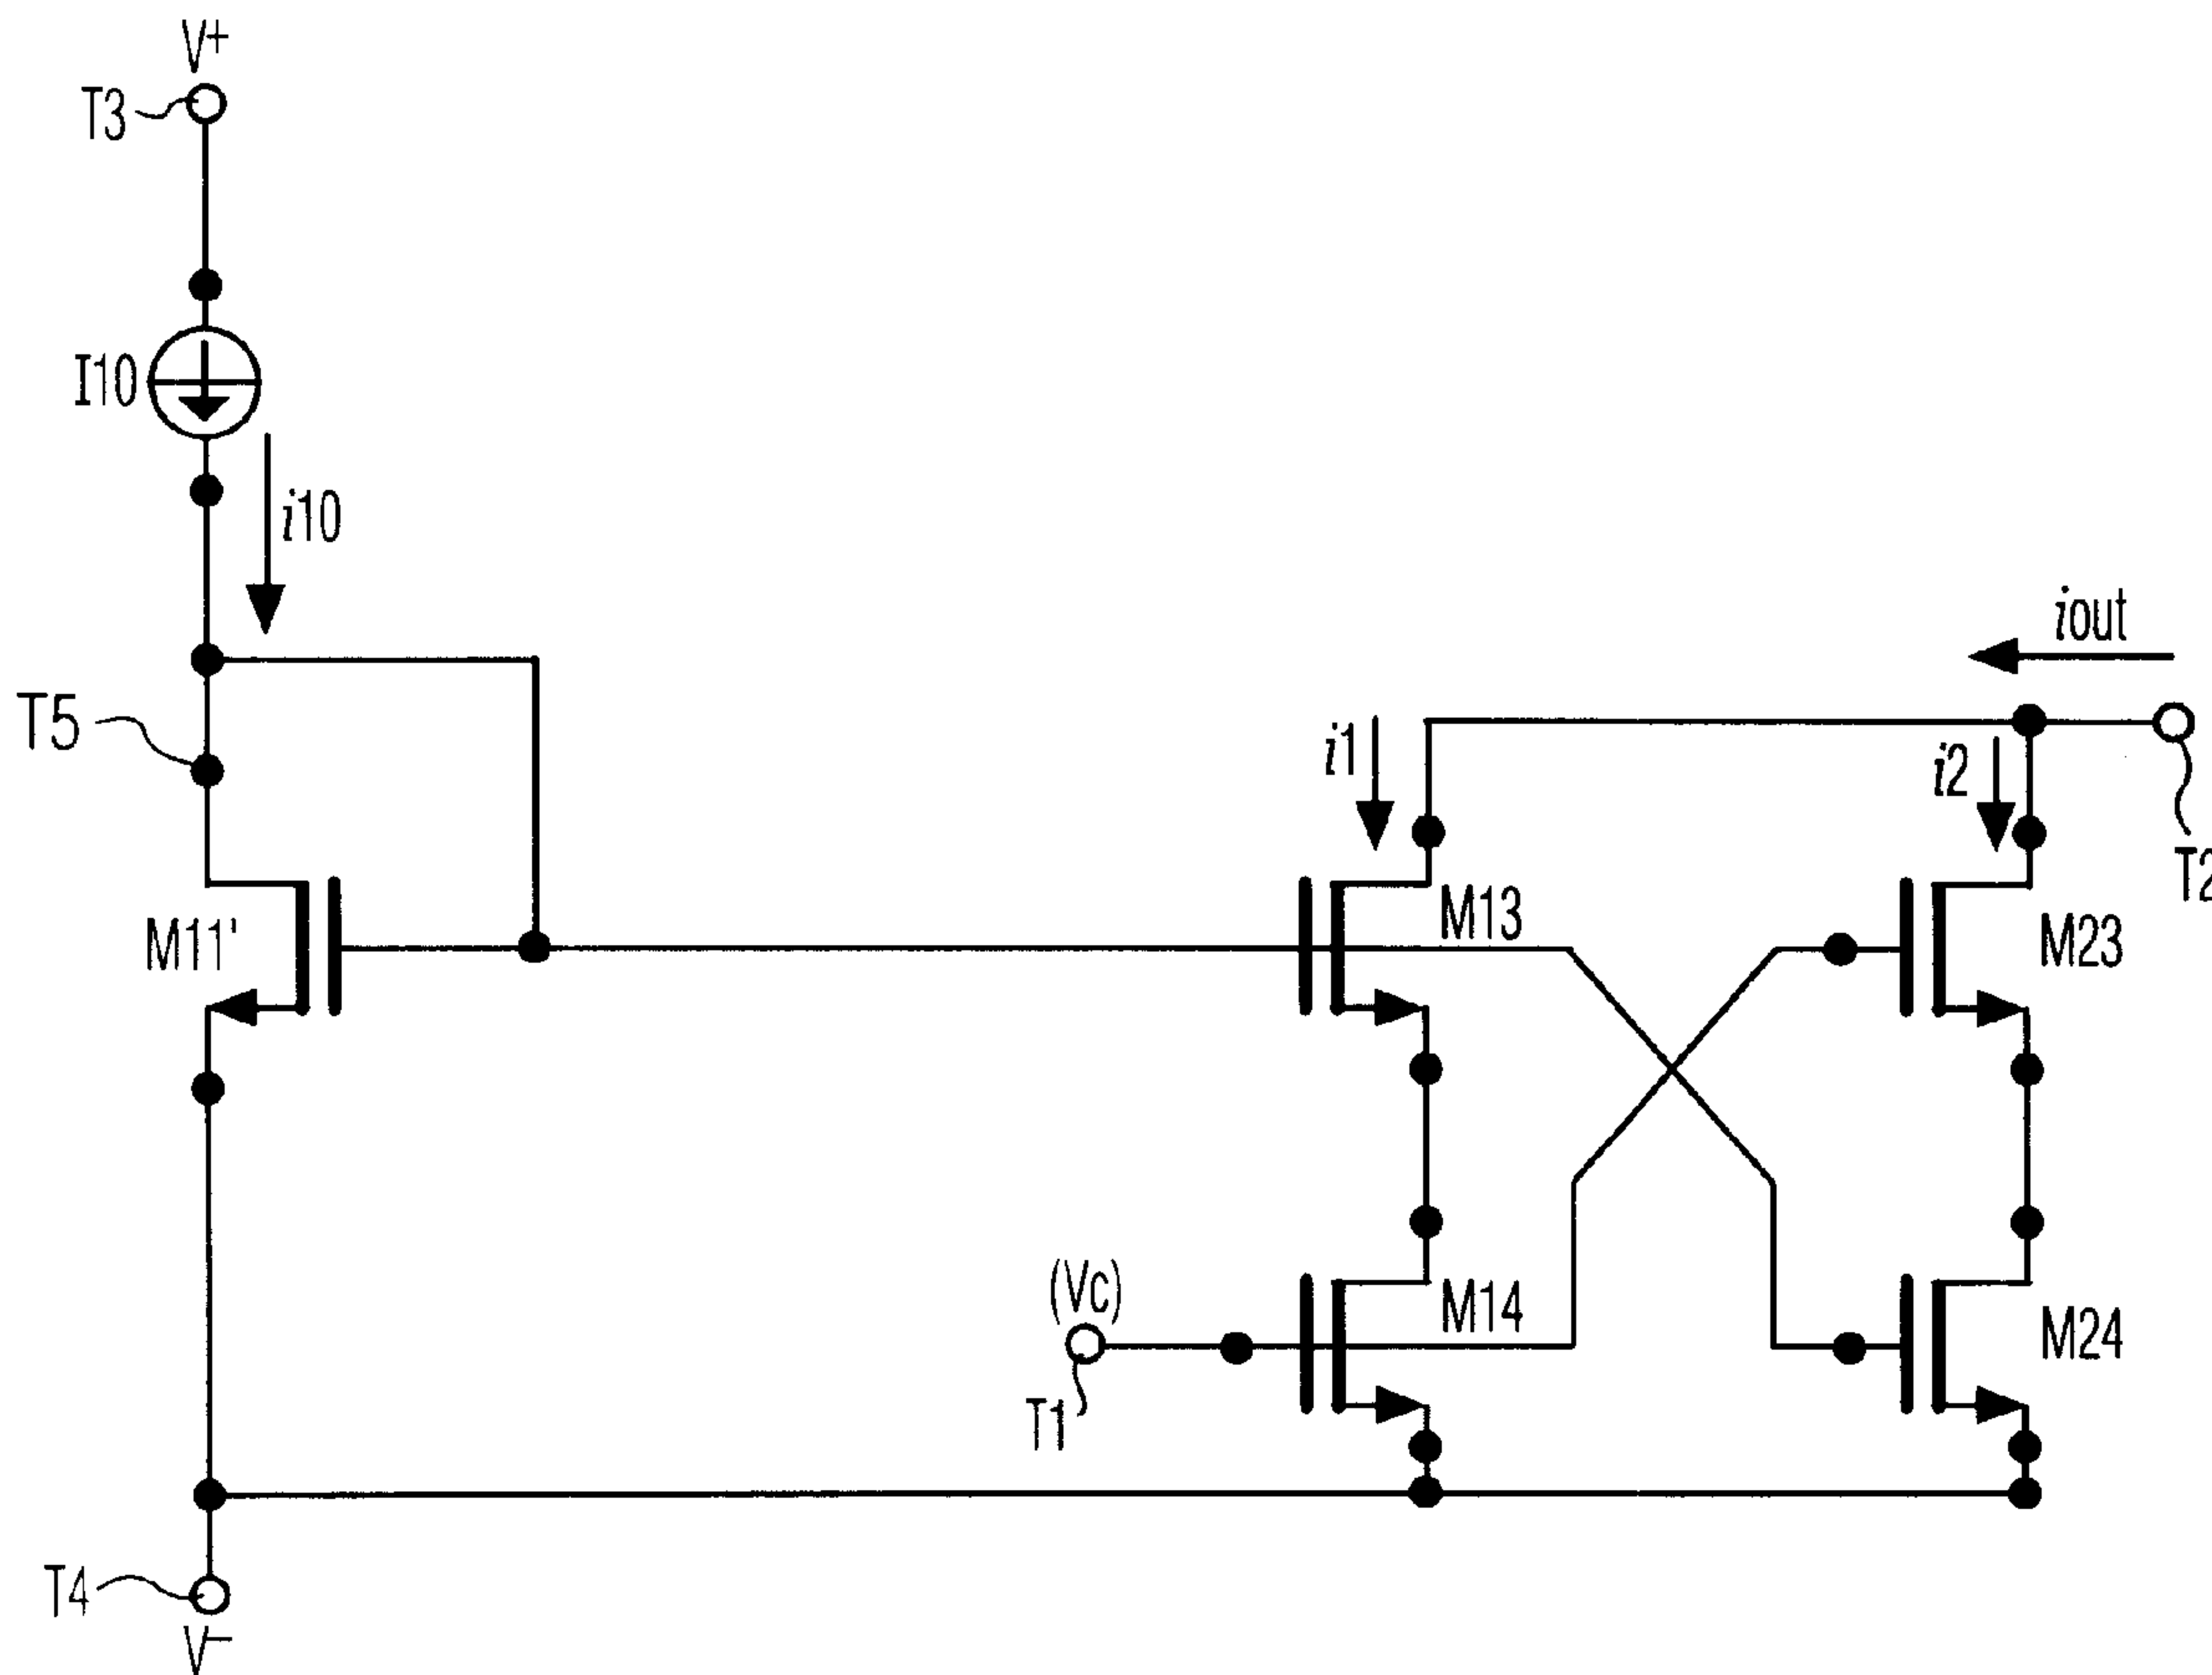 V+
T3
I10
i10
iout
T5
i1
i2
T2
M11'
M13
M23
(Vc)
M14
M24
T1
T4
V−